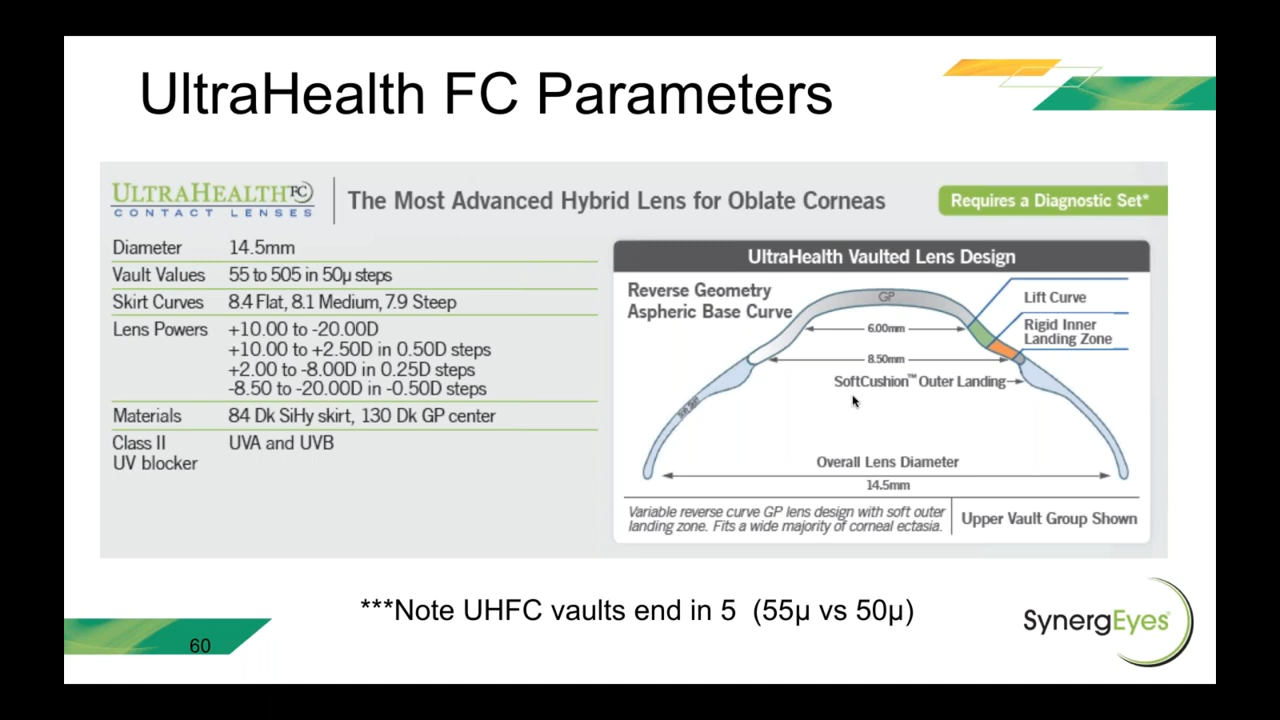 UltraHealth FC Parameters
ULTRAHEALTH FC
CONTACT LENSES
The Most Advanced Hybrid Lens for Oblate Corneas
Requires a Diagnostic Set*
Diameter 14.5mm
Vault Values 55 to 505 in 50μ steps
Skirt Curves 8.4 Flat, 8.1 Medium, 7.9 Steep
Lens Powers +10.00 to -20.00D
+10.00 to +2.50D in 0.50D steps
+2.00 to -8.00D in 0.25D steps
-8.50 to -20.00D in -0.50D steps
Materials 84 Dk SiHy skirt, 130 Dk GP center
Class II UVA and UVB
UV blocker
UltraHealth Vaulted Lens Design
Reverse Geometry
Aspheric Base Curve
GP
Lift Curve
6.00mm
Rigid Inner
Landing Zone
8.50mm
SoftCushion™ Outer Landing
Overall Lens Diameter
14.5mm
Variable reverse curve GP lens design with soft outer
landing zone. Fits a wide majority of corneal ectasia.
Upper Vault Group Shown
***Note UHFC vaults end in 5 (55μ vs 50μ)
SynergEyes®
60